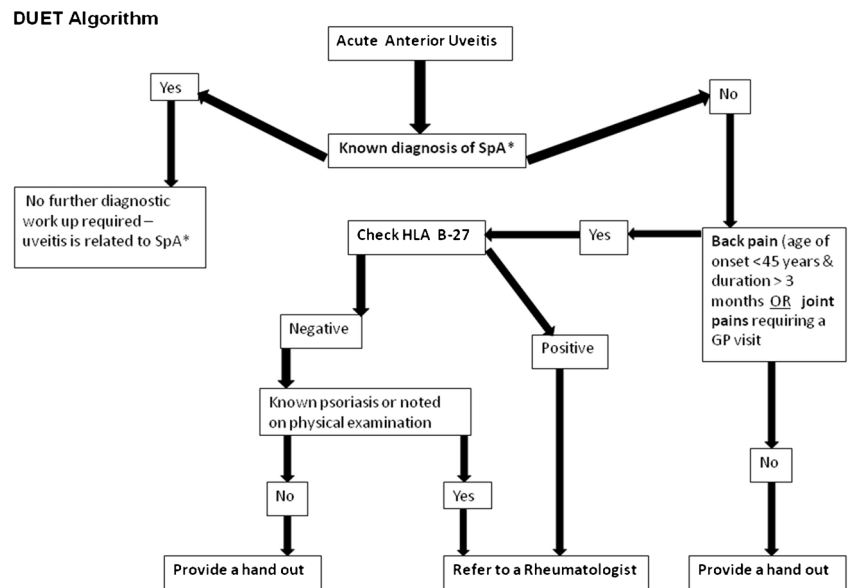 DUET Algorithm
Acute Anterior Uveitis
Yes
No
Known diagnosis of SpA*
No further diagnostic
work up required –
uveitis is related to SpA*
Check HLA B-27
Yes
Back pain (age of
onset <45 years &
duration > 3
months OR joint
pains requiring a
GP visit
Negative
Positive
Known psoriasis or noted
on physical examination
No
Yes
No
Provide a hand out
Refer to a Rheumatologist
Provide a hand out